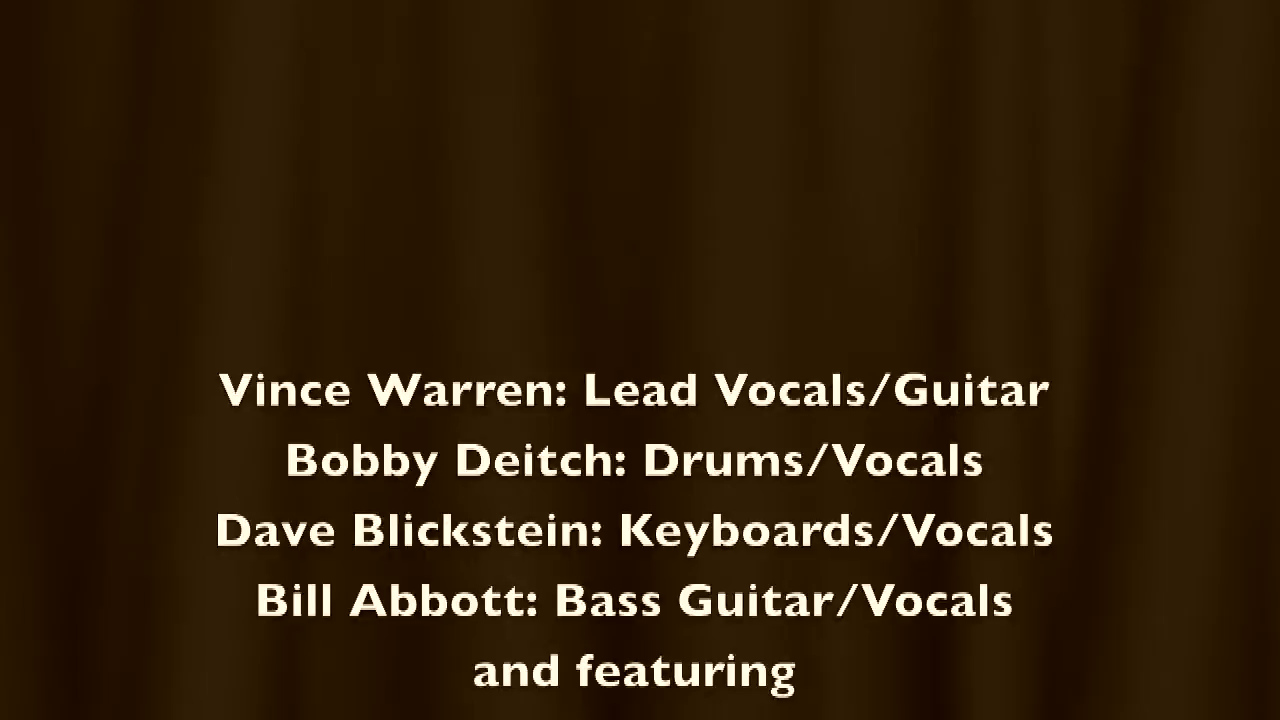 Vince Warren: Lead Vocals/Guitar
Bobby Deitch: Drums/Vocals
Dave Blickstein: Keyboards/Vocals
Bill Abbott: Bass Guitar/Vocals
and featuring